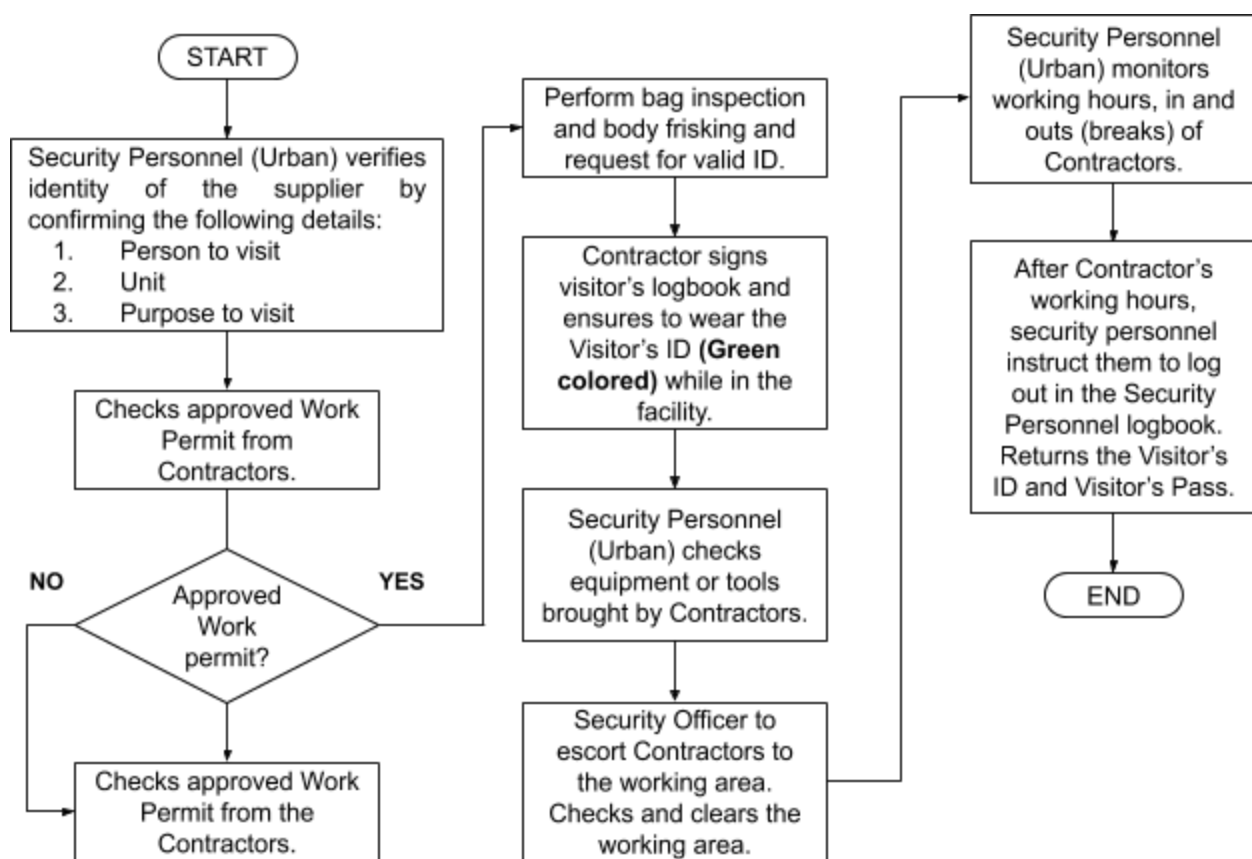 START
Security Personnel (Urban) verifies
identity of the supplier by
confirming the following details:
1. Person to visit
2. Unit
3. Purpose to visit
Checks approved Work
Permit from
Contractors.
NO
YES
Approved
Work
permit?
Checks approved Work
Permit from the
Contractors.
Perform bag inspection
and body frisking and
request for valid ID.
Contractor signs
visitor’s logbook and
ensures to wear the
Visitor’s ID (Green
colored) while in the
facility.
Security Personnel
(Urban) checks
equipment or tools
brought by Contractors.
Security Officer to
escort Contractors to
the working area.
Checks and clears the
working area.
Security Personnel
(Urban) monitors
working hours, in and
outs (breaks) of
Contractors.
After Contractor’s
working hours,
security personnel
instruct them to log
out in the Security
Personnel logbook.
Returns the Visitor’s
ID and Visitor’s Pass.
END